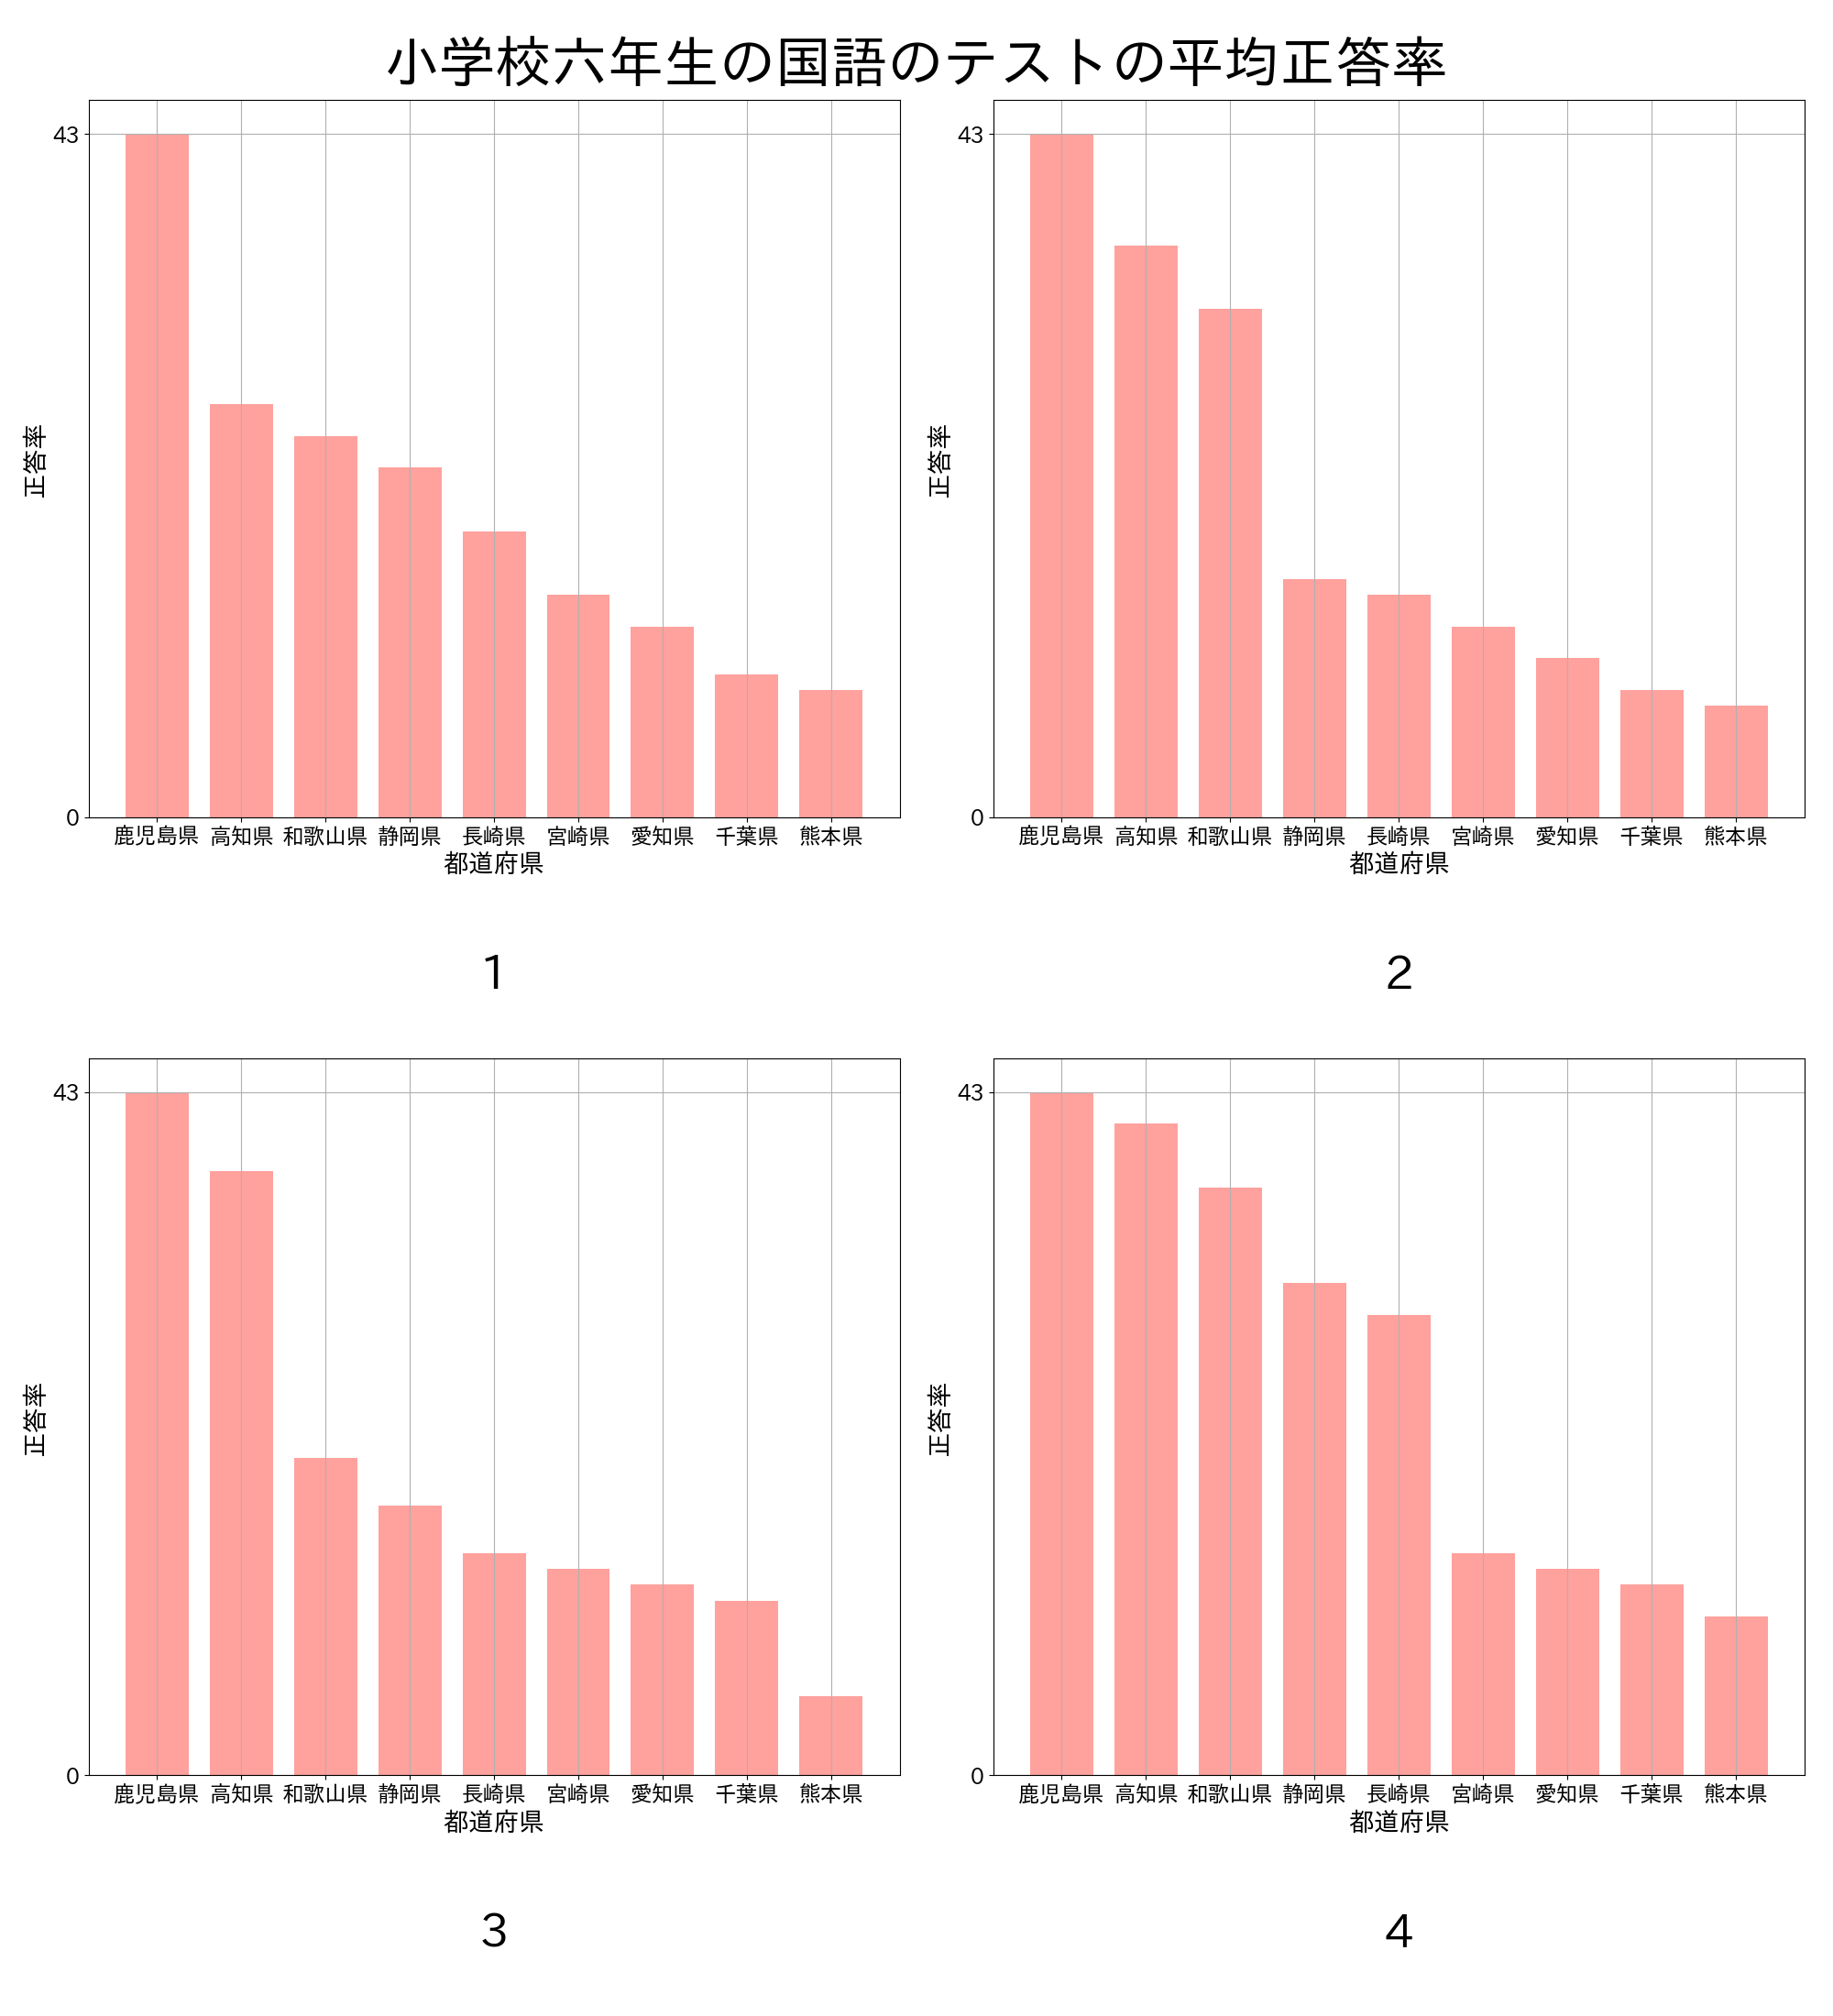 小学校六年生の国語のテストの平均正答率
43
0
正答率
鹿児島県 高知県 和歌山県 静岡県 長崎県 宮崎県 愛知県 千葉県 熊本県
都道府県
1
43
0
正答率
鹿児島県 高知県 和歌山県 静岡県 長崎県 宮崎県 愛知県 千葉県 熊本県
都道府県
2
43
0
正答率
鹿児島県 高知県 和歌山県 静岡県 長崎県 宮崎県 愛知県 千葉県 熊本県
都道府県
3
43
0
正答率
鹿児島県 高知県 和歌山県 静岡県 長崎県 宮崎県 愛知県 千葉県 熊本県
都道府県
4